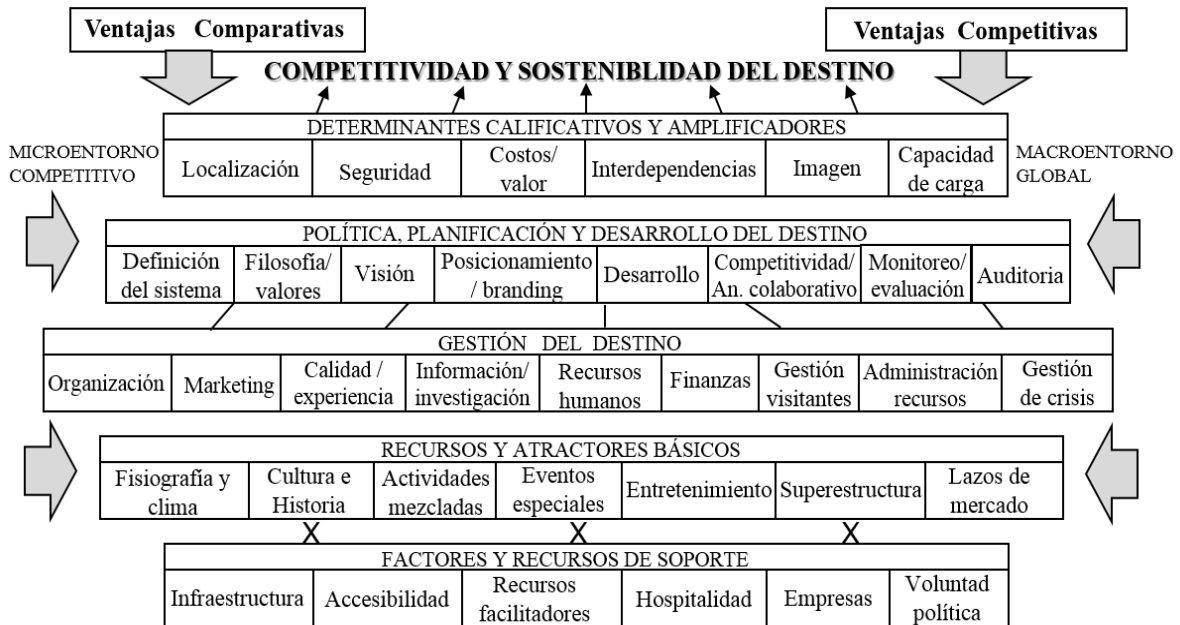 Ventajas Comparativas
Ventajas Competitivas
COMPETITIVIDAD Y SOSTENIBLIDAD DEL DESTINO
DETERMINANTES CALIFICATIVOS Y AMPLIFICADORES
MICROENTORNO
COMPETITIVO
MACROENTORNO
GLOBAL
Localización
Seguridad
Costos/
valor
Interdependencias
Imagen
Capacidad
de carga
POLÍTICA, PLANIFICACIÓN Y DESARROLLO DEL DESTINO
Definición
del sistema
Filosofía/
valores
Visión
Posicionamiento
/ branding
Desarrollo
Competitividad/
An. colaborativo
Monitoreo/
evaluación
Auditoria
GESTIÓN DEL DESTINO
Organización
Marketing
Calidad /
experiencia
Información/
investigación
Recursos
humanos
Finanzas
Gestión
visitantes
Administración
recursos
Gestión
de crisis
RECURSOS Y ATRACTORES BÁSICOS
Fisiografía y
clima
Cultura e
Historia
Actividades
mezcladas
Eventos
especiales
Entretenimiento
Superestructura
Lazos de
mercado
X
X
X
FACTORES Y RECURSOS DE SOPORTE
Infraestructura
Accesibilidad
Recursos
facilitadores
Hospitalidad
Empresas
Voluntad
política